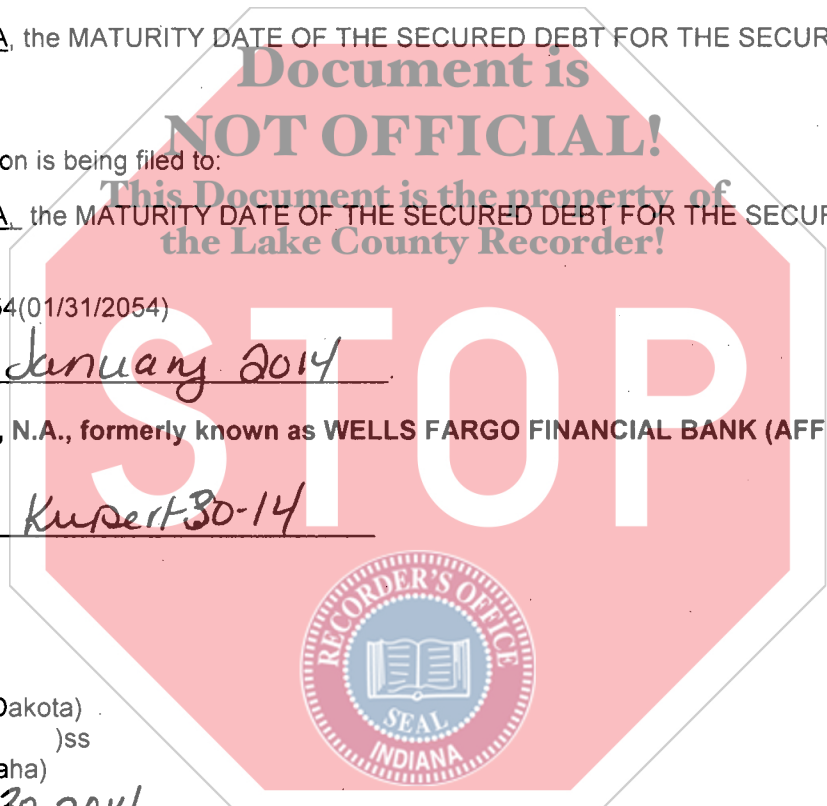 A, the MATURITY DATE OF THE SECURED DEBT FOR THE SECUR
Document is
NOT OFFICIAL!
on is being filed to:
This Document is the property of
A, the MATURITY DATE OF THE SECURED DEBT FOR THE SECUR
the Lake County Recorder!
54(01/31/2054)
STOP
January 2014
, N.A., formerly known as WELLS FARGO FINANCIAL BANK (AFF
Kupert 30-14
RECORDER'S OFFICE
SEAL
INDIANA
Dakota)
)ss
aha)
30 2014